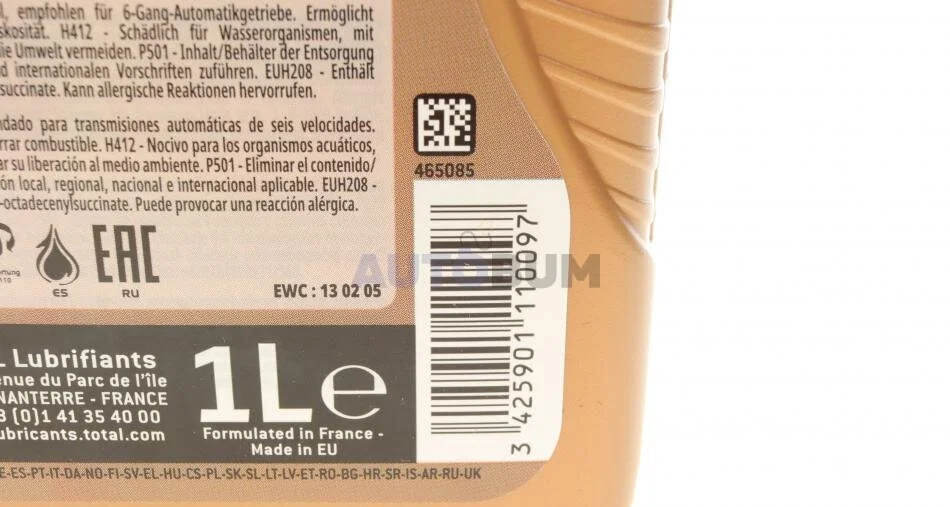 empfohlen für 6-Gang-Automatikgetriebe. Ermöglicht
H412 - Schädlich für Wasserorganismen, mit
Umwelt vermeiden. P501 - Inhalt/Behälter der Entsorgung
internationalen Vorschriften zuführen. EUH208 - Enthält
succinate. Kann allergische Reaktionen hervorrufen.
ndado para transmisiones automáticas de seis velocidades.
rrar combustible. H412 - Nocivo para los organismos acuáticos,
ar su liberación al medio ambiente. P501 - Eliminar el contenido/
ón local, regional, nacional e internacional aplicable. EUH208 -
-octadecenylsuccinate. Puede provocar una reacción alérgica.
ES
EAC
RU
EWC : 13 02 05
465085
3 425901 110097
AUTOBUM
L Lubrifiants
enue du Parc de l'île
NANTERRE - FRANCE
(0)1 41 35 40 00
ubricants.total.com
1L e
Formulated in France -
Made in EU
E-ES-PT-IT-DA-NO-FI-SV-EL-HU-CS-PL-SK-SL-LT-LV-ET-RO-BG-HR-SR-IS-AR-RU-UK